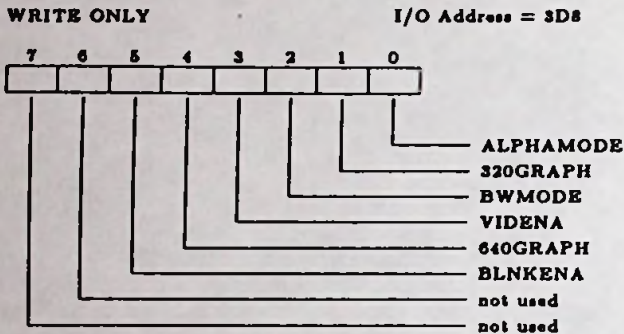 WRITE ONLY I/O Address = 3D8
7 6 5 4 3 2 1 0
ALPHAMODE
320GRAPH
BWMODE
VIDENA
640GRAPH
BLNKENA
not used
not used